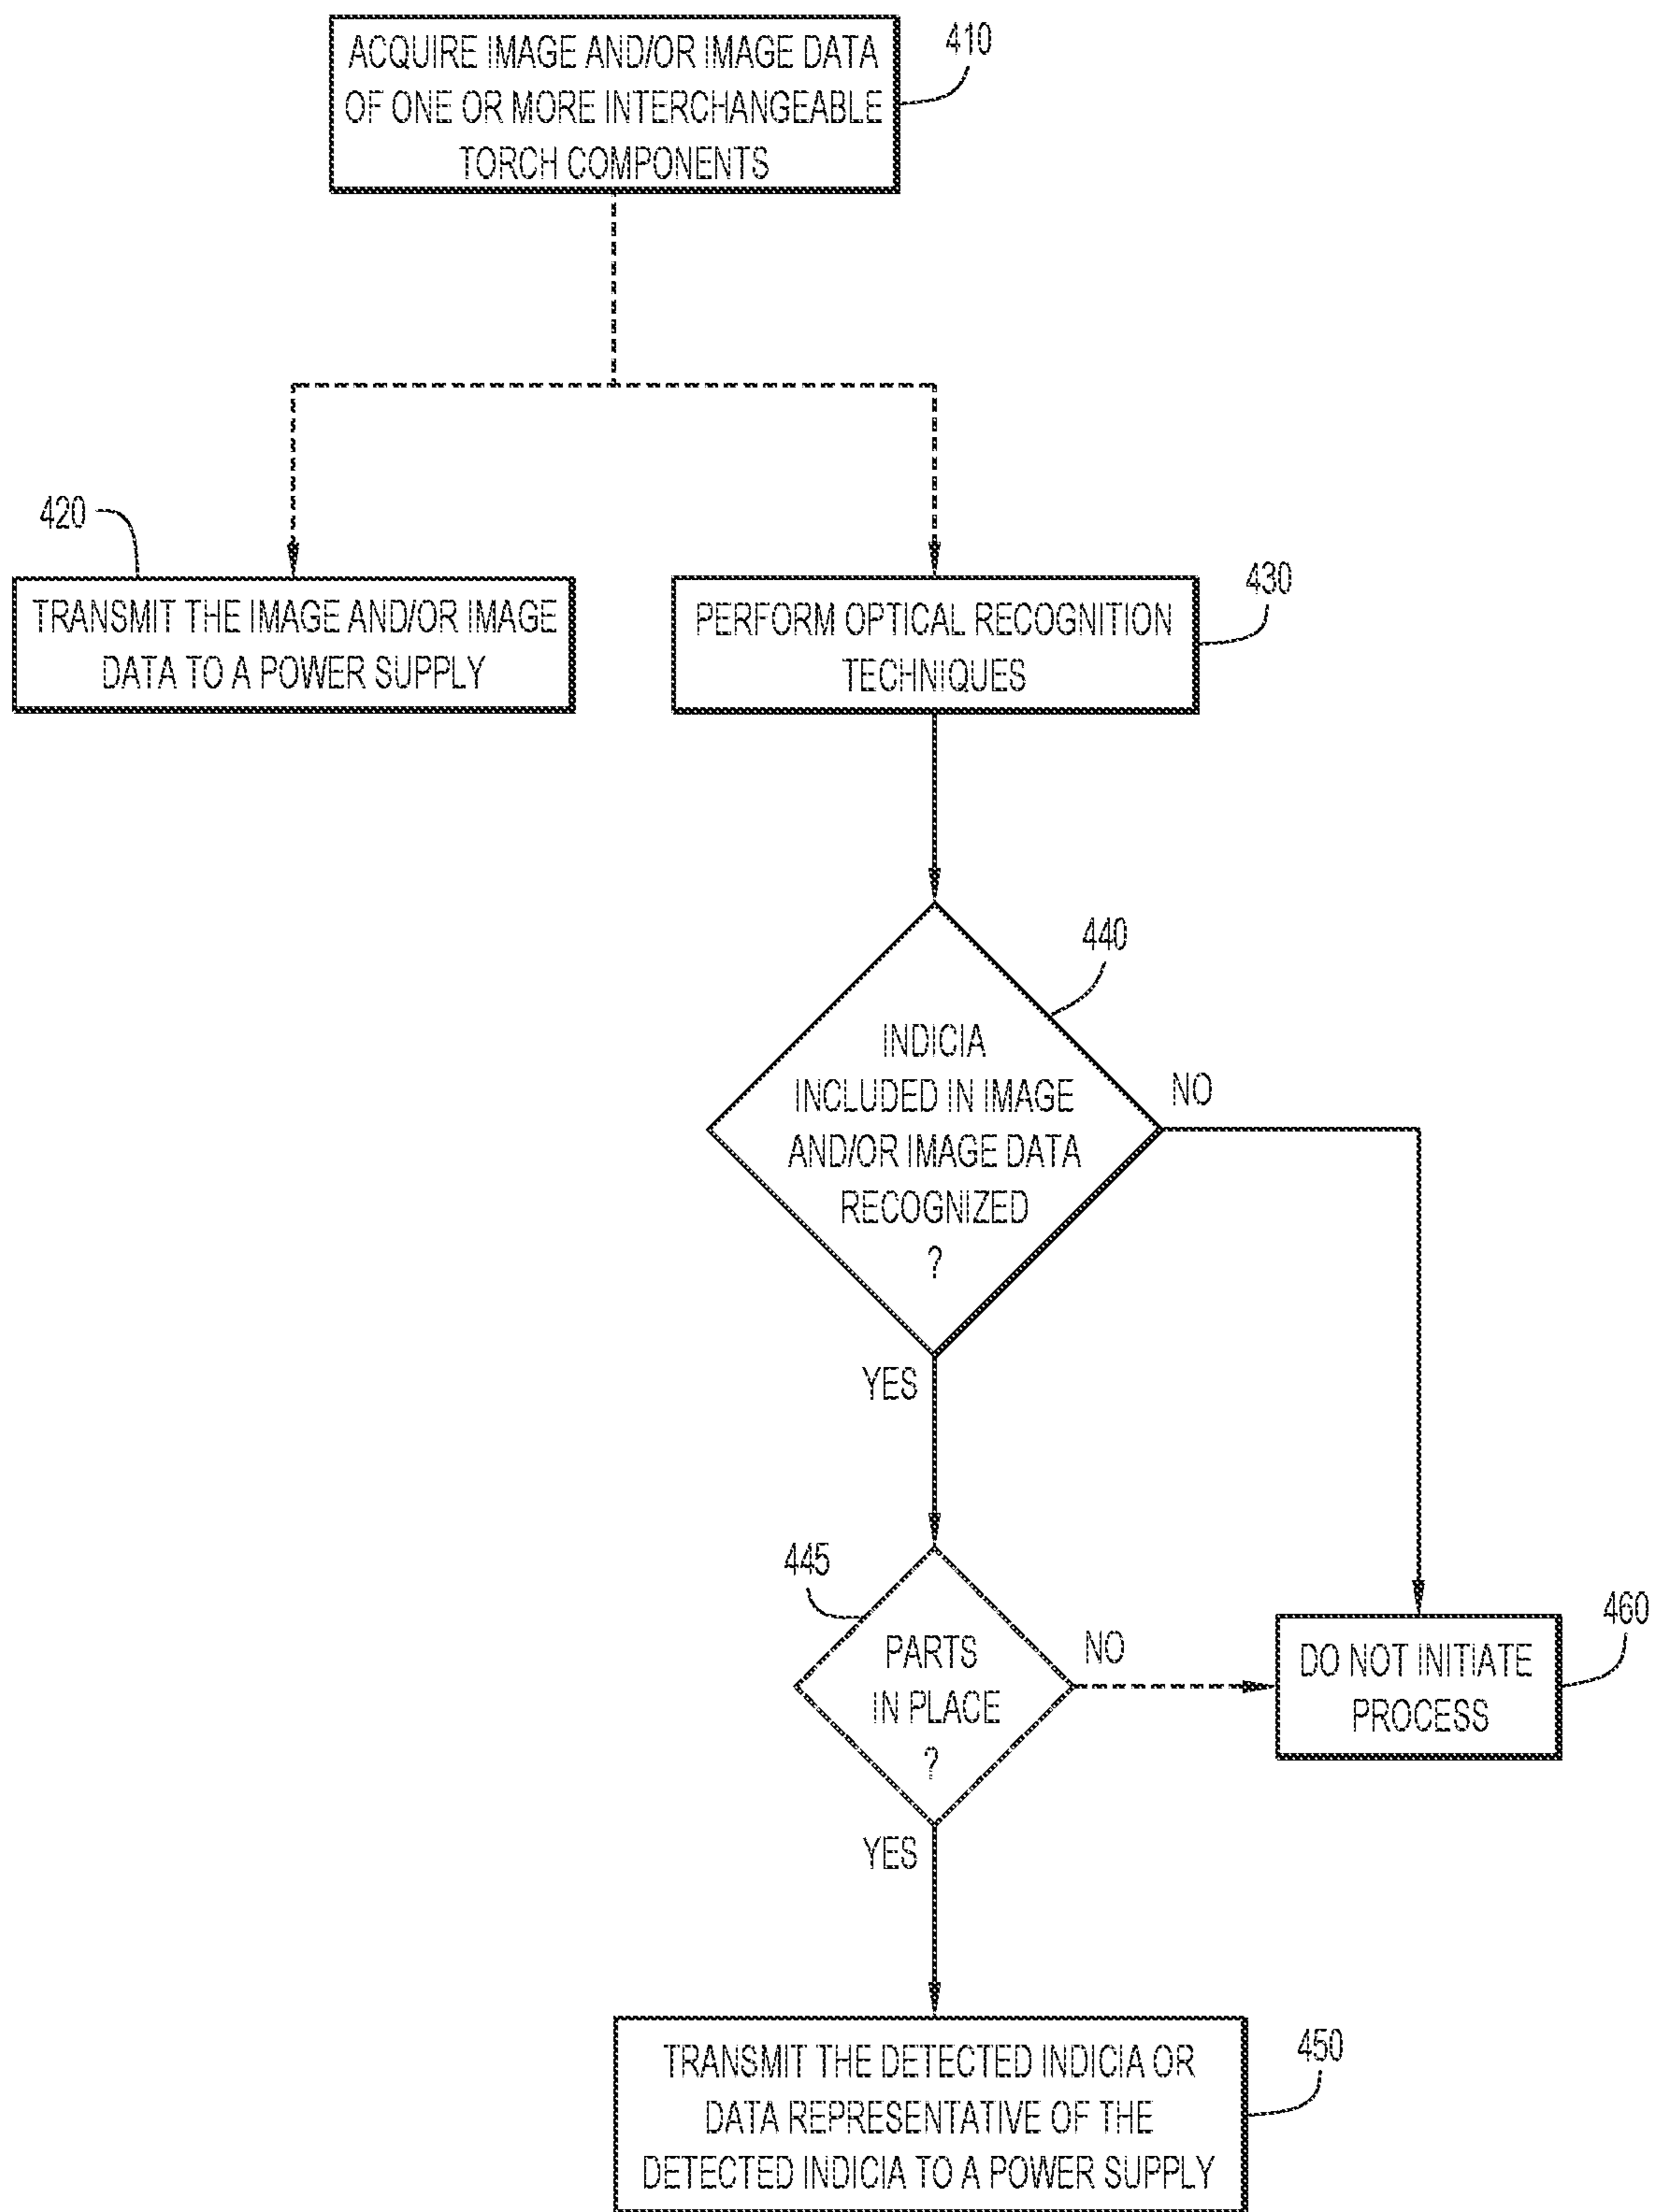 ACQUIRE IMAGE AND/OR IMAGE DATA
OF ONE OR MORE INTERCHANGEABLE
TORCH COMPONENTS
410
420
TRANSMIT THE IMAGE AND/OR IMAGE
DATA TO A POWER SUPPLY
PERFORM OPTICAL RECOGNITION
TECHNIQUES
430
440
INDICIA
INCLUDED IN IMAGE
AND/OR IMAGE DATA
RECOGNIZED
?
NO
YES
445
PARTS
IN PLACE
?
NO
YES
DO NOT INITIATE
PROCESS
460
TRANSMIT THE DETECTED INDICIA OR
DATA REPRESENTATIVE OF THE
DETECTED INDICIA TO A POWER SUPPLY
450